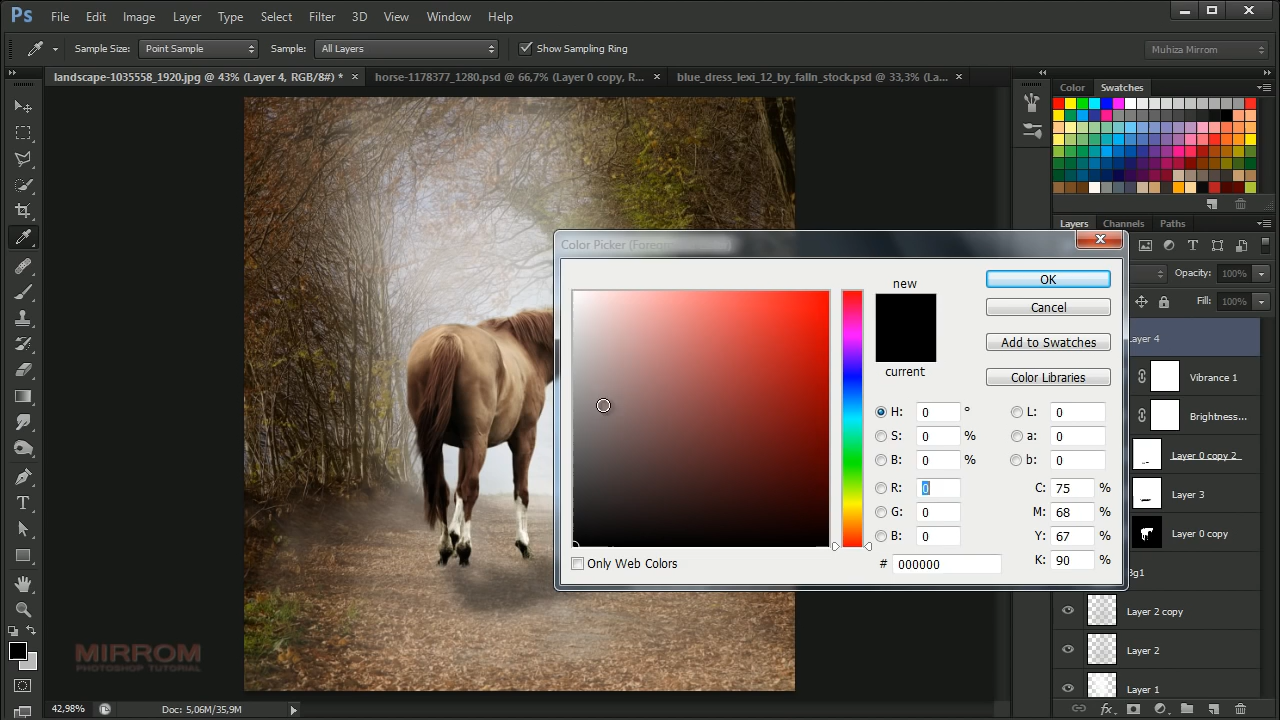 Ps File Edit Image Layer Type Select Filter 3D View Window Help
Sample Size: Point Sample Sample: All Layers Show Sampling Ring Muhiza Mirrom
landscape-1035558_1920.jpg @ 43% (Layer 4, RGB/8#) * × horse-1178377_1280.psd @ 66,7% (Layer 0 copy, R... × blue_dress_lexi_12_by_falln_stock.psd @ 33,3% (La... ×
Color Swatches
Layers Channels Paths
Opacity: 100%
Fill: 100%
ayer 4
Vibrance 1
Brightness...
Layer 0 copy 2
Layer 3
Layer 0 copy
Bg1
Layer 2 copy
Layer 2
Layer 1
Color Picker (Foregro
new
current
OK
Cancel
Add to Swatches
Color Libraries
H: 0 ° L: 0
S: 0 % a: 0
B: 0 % b: 0
R: 0 C: 75 %
G: 0 M: 68 %
B: 0 Y: 67 %
# 000000 K: 90 %
Only Web Colors
MIRROM
PHOTOSHOP TUTORIAL
42,98% Doc: 5,06M/35,9M